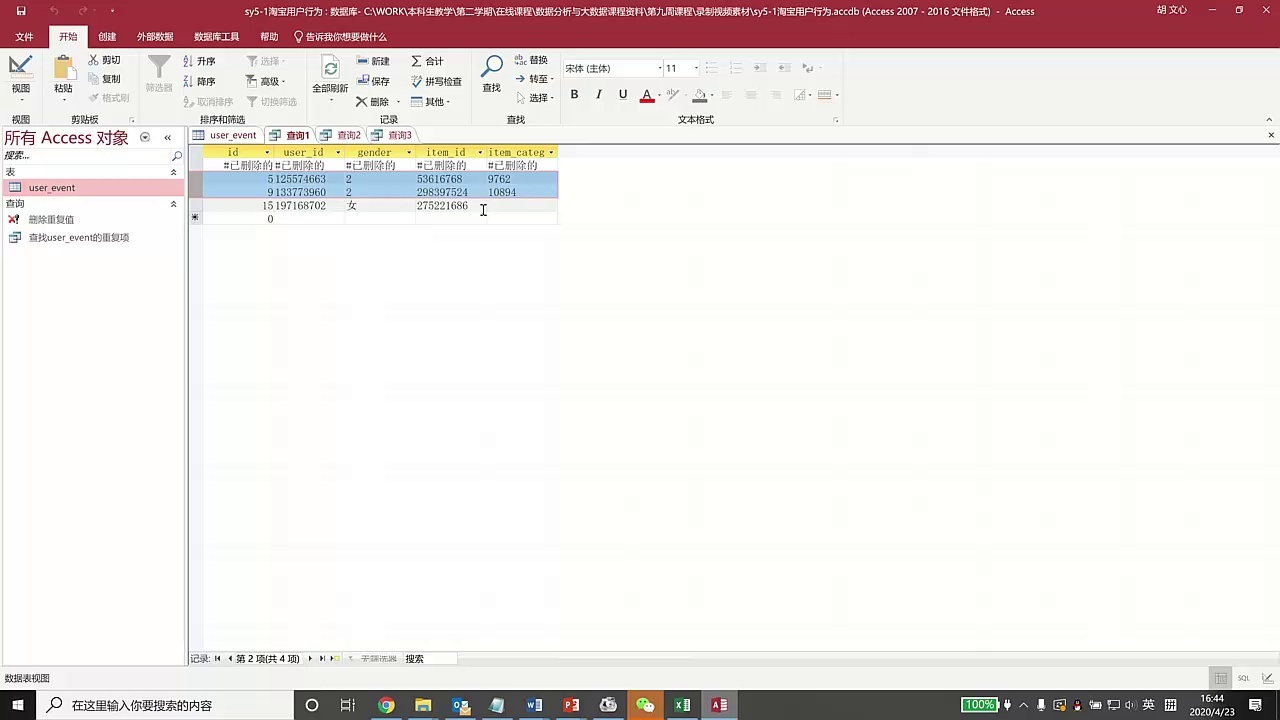 sy5-1淘宝用户行为 : 数据库- C:\WORK\本科生教学\第二学期\在线课程\数据分析与大数据课程资料\第九周课程\录制视频素材\sy5-1淘宝用户行为.accdb (Access 2007 - 2016 文件格式) - Access
胡 文心
文件 开始 创建 外部数据 数据库工具 帮助 告诉我你想要做什么
视图
视图
粘贴
剪切
复制
格式刷
剪贴板
筛选器
升序
降序
取消排序
选择
高级
切换筛选
排序和筛选
全部刷新
新建
保存
删除
合计
拼写检查
其他
记录
查找
替换
转至
选择
查找
宋体 (主体) 11
B I U A
文本格式
所有 Access 对象
搜索...
表
user_event
查询
删除重复值
查找user_event的重复项
user_event 查询1 查询2 查询3
id user_id gender item_id item_categ
#已删除的 #已删除的 #已删除的 #已删除的 #已删除的
5 125574663 2 53616768 9762
9 133773960 2 298397524 10894
15 197168702 女 275221686
0
记录: 第 2 项(共 4 项) 无筛选器 搜索
数据表视图
SQL
在这里输入你要搜索的内容
100%
英
16:44
2020/4/23